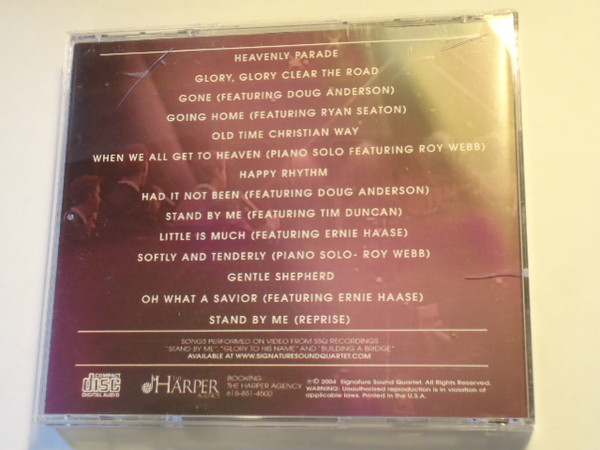 HEAVENLY PARADE
GLORY, GLORY CLEAR THE ROAD
GONE (FEATURING DOUG ANDERSON)
GOING HOME (FEATURING RYAN SEATON)
OLD TIME CHRISTIAN WAY
WHEN WE ALL GET TO HEAVEN (PIANO SOLO FEATURING ROY WEBB)
HAPPY RHYTHM
HAD IT NOT BEEN (FEATURING DOUG ANDERSON)
STAND BY ME (FEATURING TIM DUNCAN)
LITTLE IS MUCH (FEATURING ERNIE HAASE)
SOFTLY AND TENDERLY (PIANO SOLO- ROY WEBB)
GENTLE SHEPHERD
OH WHAT A SAVIOR (FEATURING ERNIE HAASE)
STAND BY ME (REPRISE)
SONGS PERFORMED ON VIDEO FROM SSQ RECORDINGS
"STAND BY ME", "GLORY TO HIS NAME" AND "BUILDING A BRIDGE"
AVAILABLE AT WWW.SIGNATURESOUNDQUARTET.COM
COMPACT
disc
DIGITAL AUDIO
HARPER
BOOKING
THE HARPER AGENCY
615-851-4500
℗© 2004 Signature Sound Quartet. All Rights Reserved.
WARNING: Unauthorized reproduction is in violation of
applicable laws. Printed in the U.S.A.